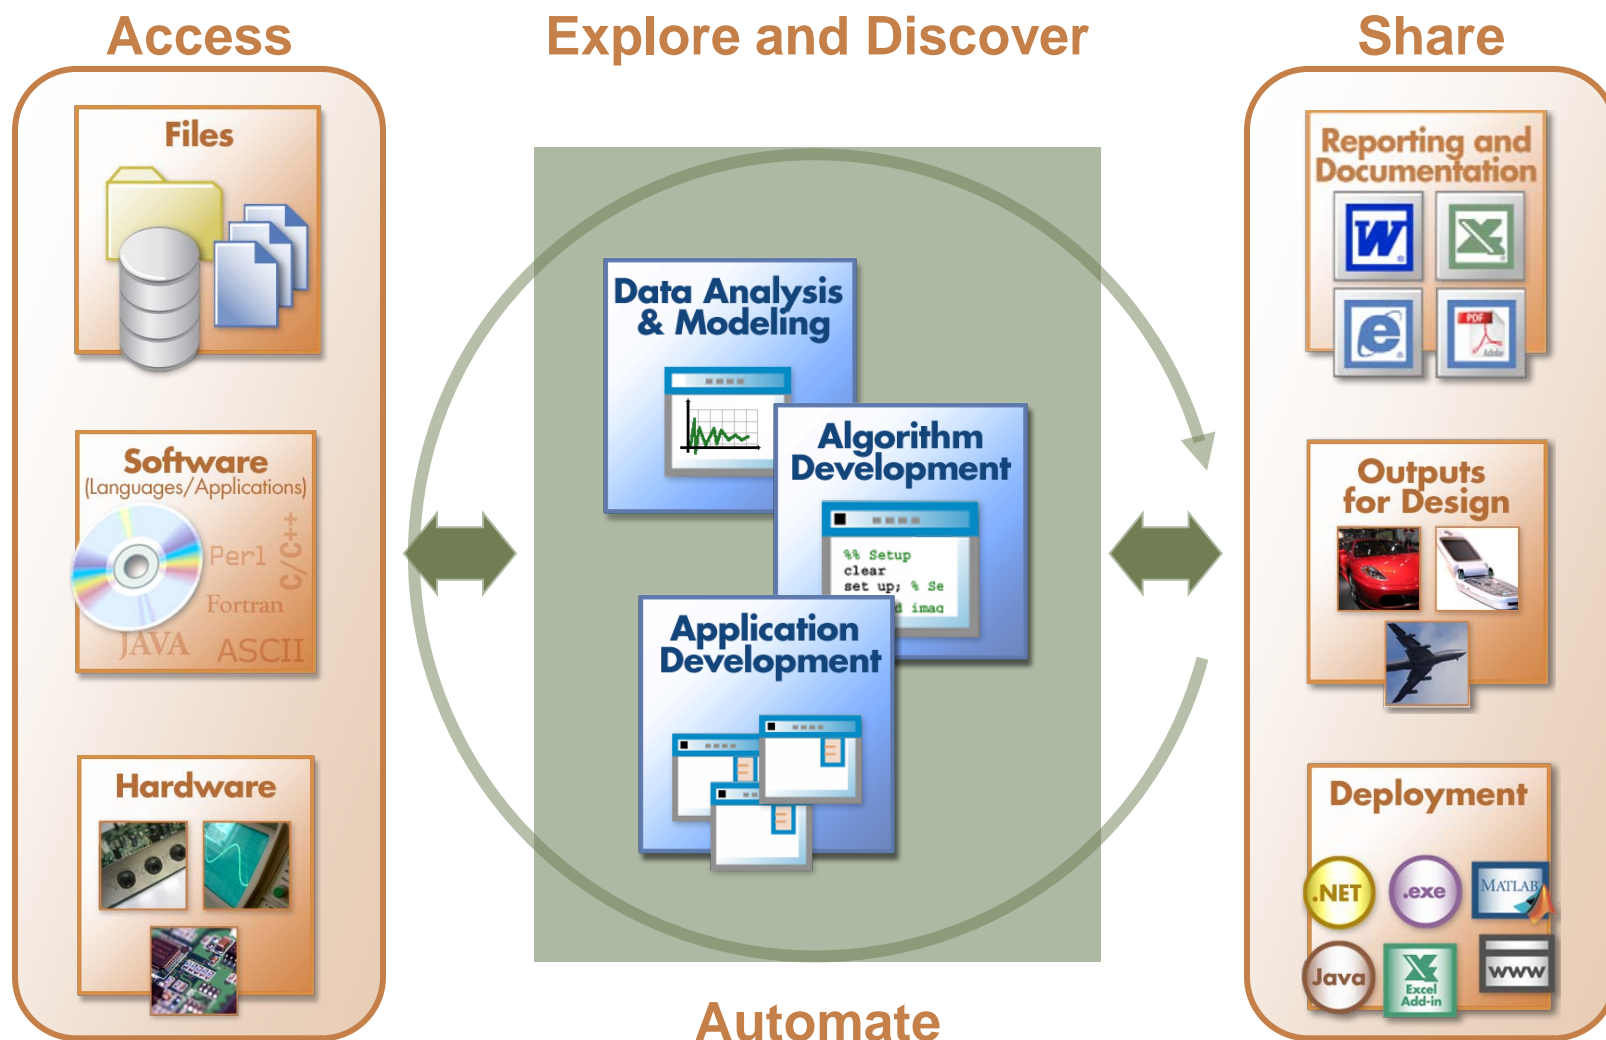 Access
Explore and Discover
Share
Files
Software
(Languages/Applications)
Perl
C/C++
Fortran
JAVA
ASCII
Hardware
Data Analysis
& Modeling
Algorithm
Development
%% Setup
clear
set up; % Se
d imag
Application
Development
Automate
Reporting and
Documentation
W
X
e
PDF
Adobe
Outputs
for Design
Deployment
.NET
.exe
MATLAB
Java
X
Excel
Add-in
www